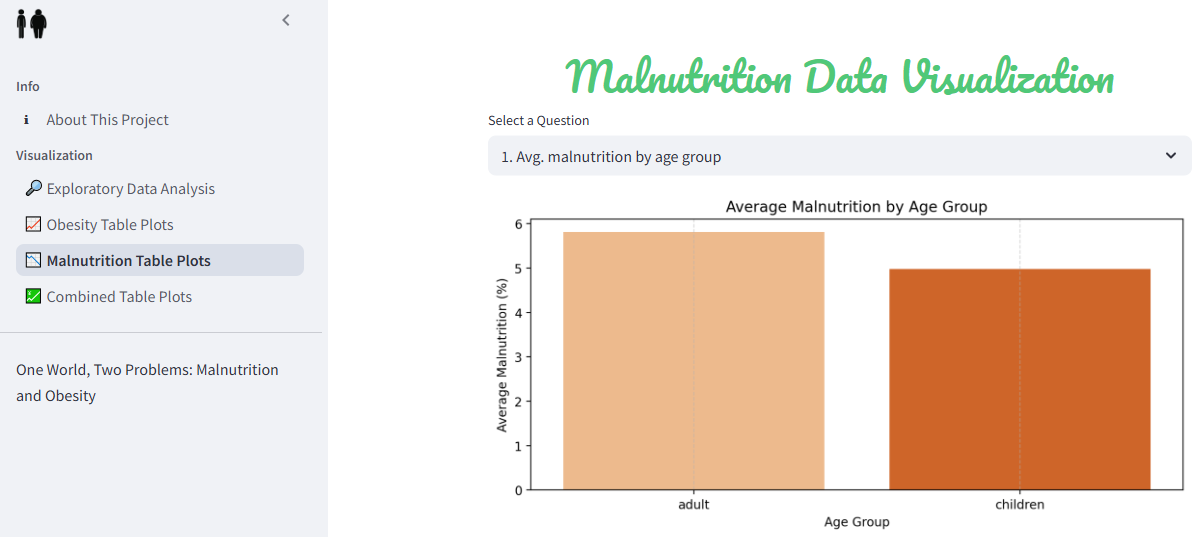 Info
About This Project
Visualization
Exploratory Data Analysis
Obesity Table Plots
Malnutrition Table Plots
Combined Table Plots
One World, Two Problems: Malnutrition
and Obesity
Malnutrition Data Visualization
Select a Question
1. Avg. malnutrition by age group
Average Malnutrition by Age Group
Average Malnutrition (%)
6
5
4
3
2
1
0
adult
children
Age Group